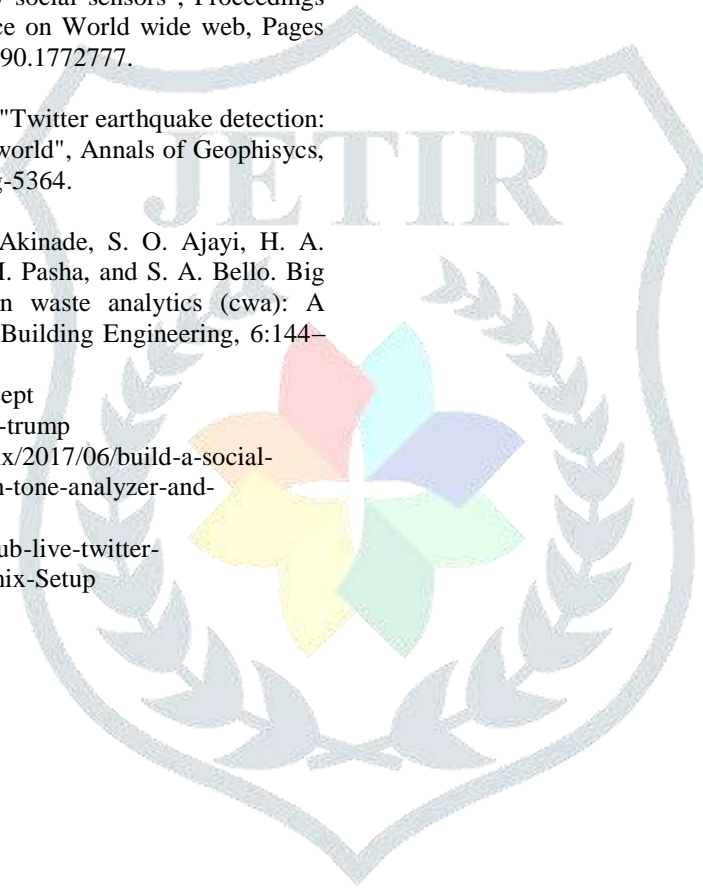 social sensors", Proceedings
ce on World wide web, Pages
90.1772777.
"Twitter earthquake detection:
world", Annals of Geophisycs,
g-5364.
JETIR
Akinade, S. O. Ajayi, H. A.
I. Pasha, and S. A. Bello. Big
n waste analytics (cwa): A
Building Engineering, 6:144–
ept
-trump
x/2017/06/build-a-social-
n-tone-analyzer-and-
ub-live-twitter-
nix-Setup